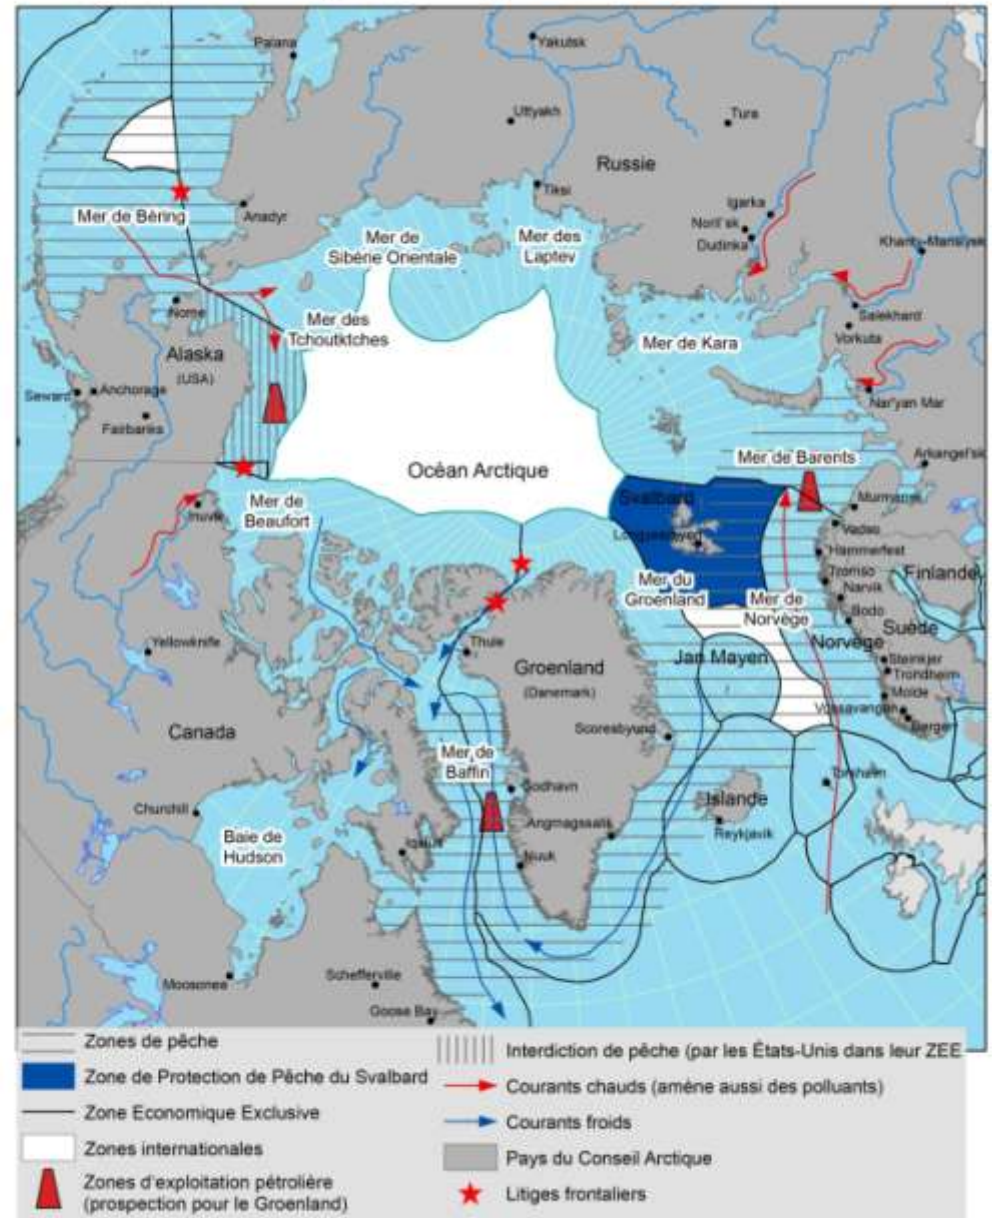 Palana
Yakutsk
Uttyakh
Tura
Russie
Tiksi
Igarka
Noril'sk
Dudinka
Khanty-Mansiysk
Anadyr
Mer de Béring
Mer de
Sibérie Orientale
Mer des
Laptev
Nome
Mer des
Tchoutktches
Salekhard
Vorkuta
Mer de Kara
Alaska
(USA)
Seward
Anchorage
Fairbanks
Nar'yan Mar
Océan Arctique
Mer de Barents
Arkangel'sk
Mer de
Beaufort
Inuvik
Svalbard
Longyearbyen
Murmansk
Vadso
Hammerfest
Tromso
Finlande
Narvik
Bodo
Mer du
Groenland
Mer de
Norvège
Norvège
Suède
Yellowknife
Thule
Groenland
(Danemark)
Jan Mayen
Steinkjer
Trondheim
Molde
Vossavangen
Bergen
Canada
Scoresbysund
Mer de
Baffin
Godhavn
Islande
Torshavn
Churchill
Angmagssalik
Reykjavik
Baie de
Hudson
Iqaluit
Nuuk
Moosonee
Schefferville
Goose Bay
Zones de pêche
Zone de Protection de Pêche du Svalbard
Zone Economique Exclusive
Zones internationales
Zones d'exploitation pétrolière
(prospection pour le Groenland)
Interdiction de pêche (par les États-Unis dans leur ZEE
Courants chauds (amène aussi des polluants)
Courants froids
Pays du Conseil Arctique
Litiges frontaliers